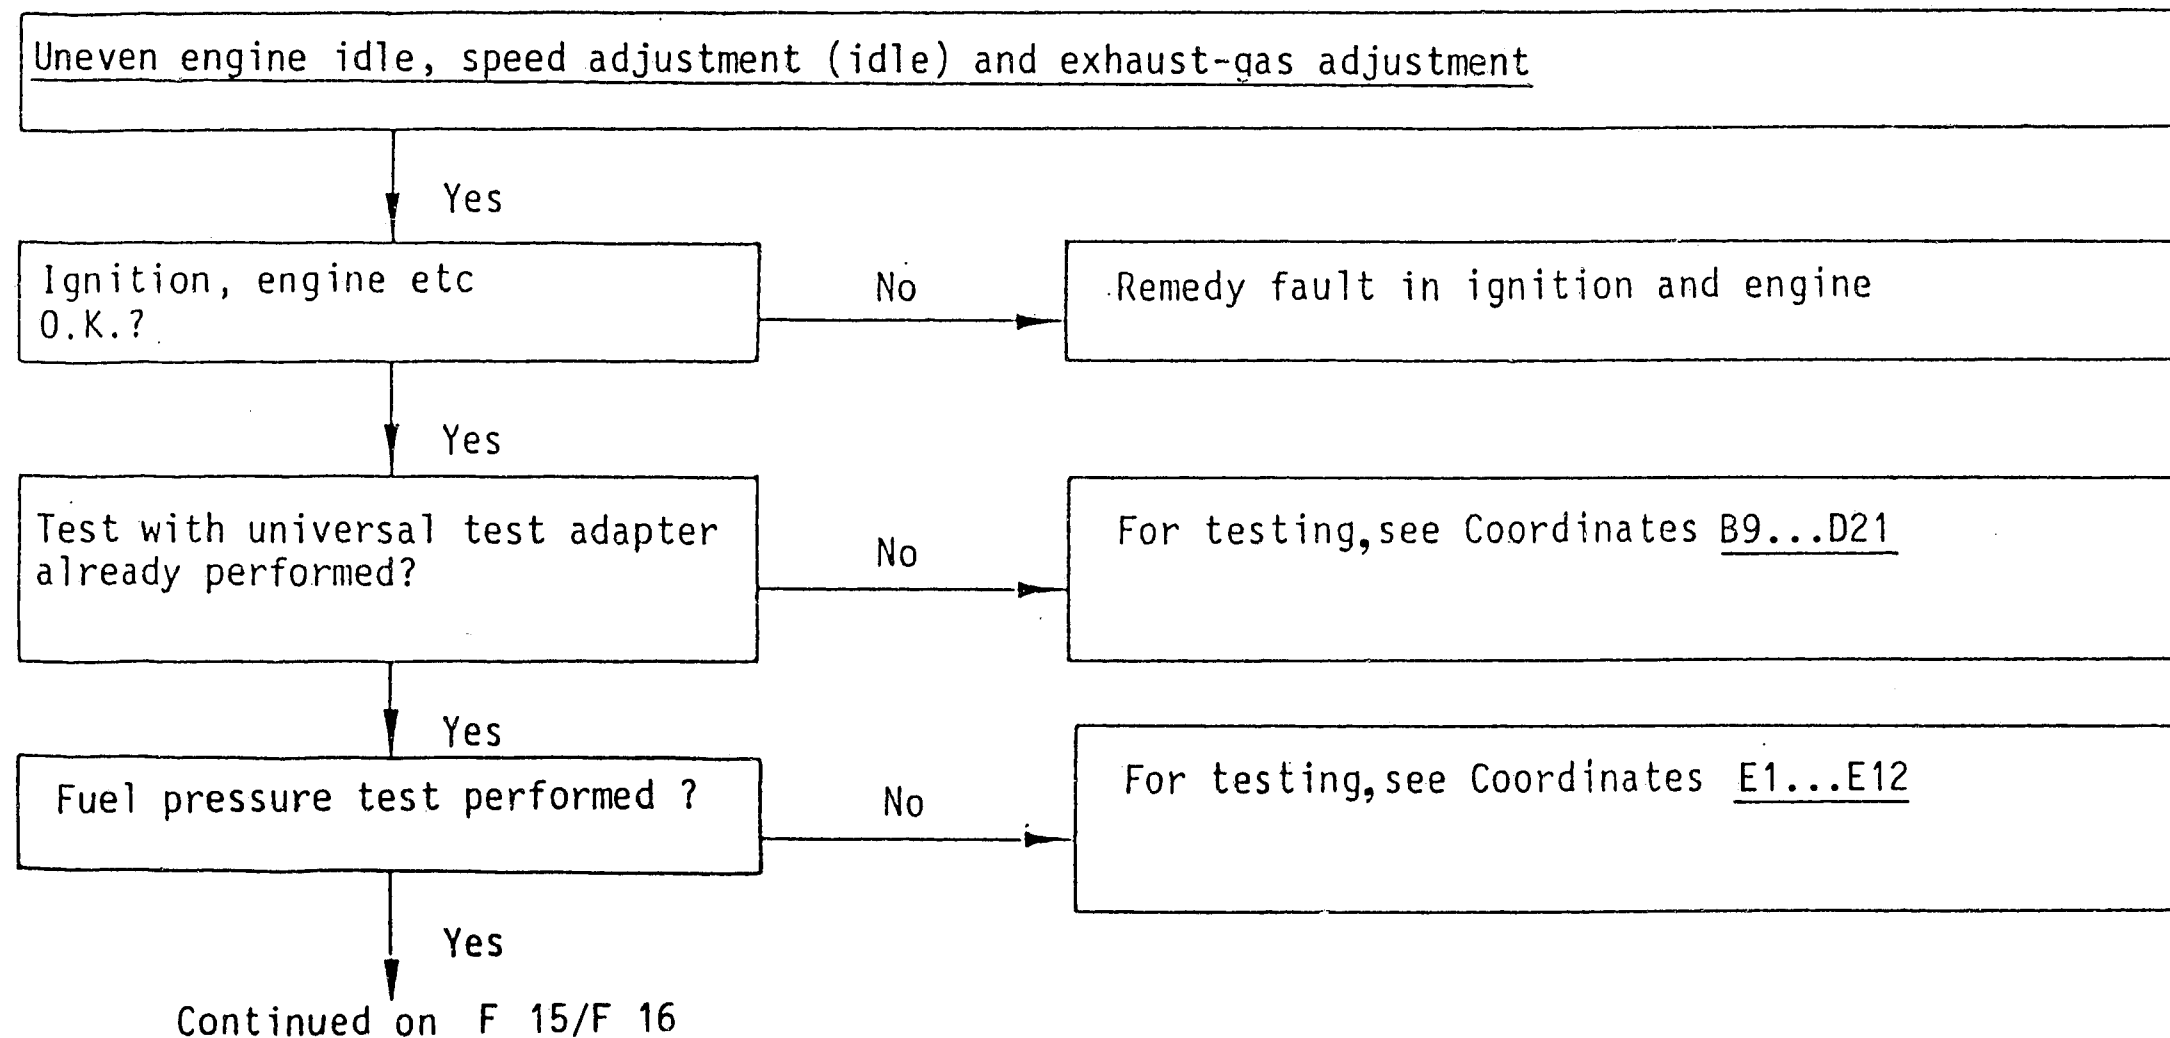 Uneven engine idle, speed adjustment (idle) and exhaust-gas adjustment
Yes
Ignition, engine etc
O.K.?
No
Remedy fault in ignition and engine
Yes
Test with universal test adapter
already performed?
No
For testing,see Coordinates B9...D21
Yes
Fuel pressure test performed ?
No
For testing,see Coordinates E1...E12
Yes
Continued on F 15/F 16